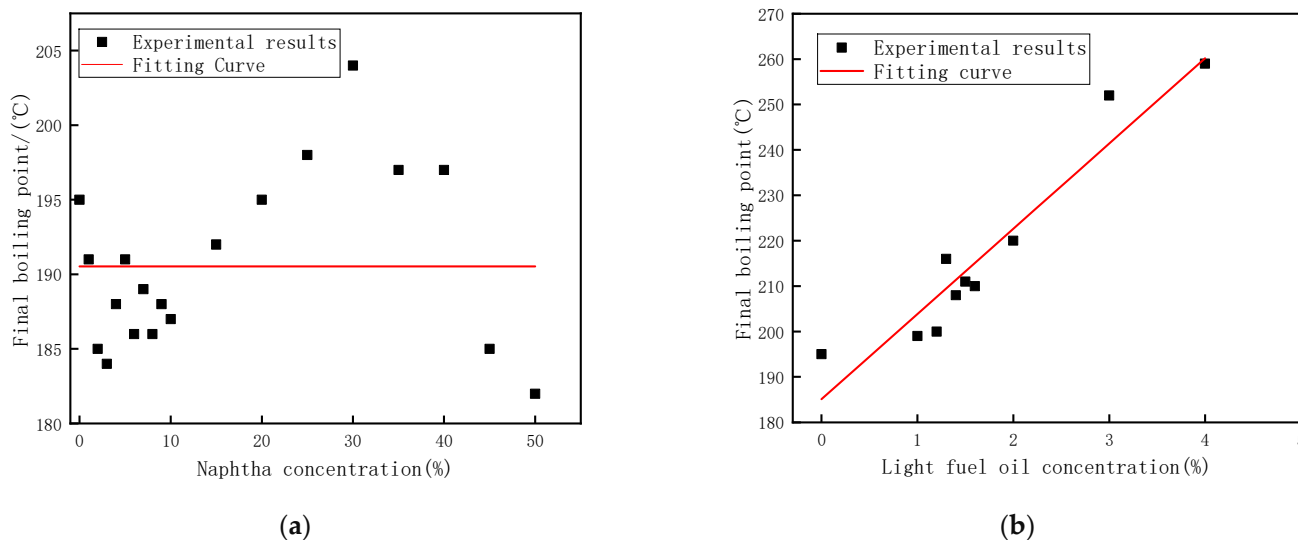 Experimental results
Fitting Curve
Final boiling point/(℃)
205
200
195
190
185
180
0
10
20
30
40
50
Naphtha concentration(%)
(a)
Experimental results
Fitting curve
Final boiling point(℃)
270
260
250
240
230
220
210
200
190
180
0
1
2
3
4
Light fuel oil concentration(%)
(b)